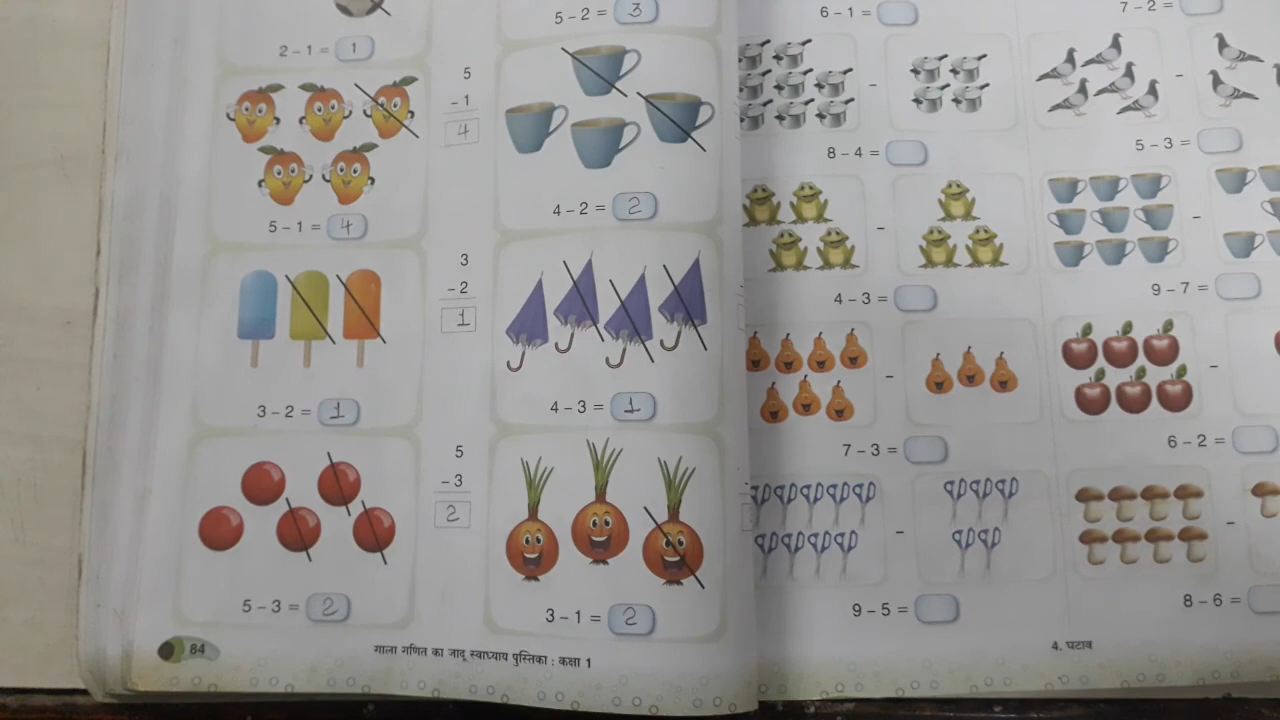 5 – 2 = 3
2 – 1 = 1
5
– 1
4
5 – 1 = 4
4 – 2 = 2
3
– 2
1
3 – 2 = 1
4 – 3 = 1
5
– 3
2
5 – 3 = 2
3 – 1 = 2
84
गाला गणित का जादू स्वाध्याय पुस्तिका : कक्षा 1
6 – 1 =
7 – 2 =
–
–
8 – 4 =
5 – 3 =
–
–
4 – 3 =
9 – 7 =
–
–
7 – 3 =
6 – 2 =
–
–
9 – 5 =
8 – 6 =
4. घटाव